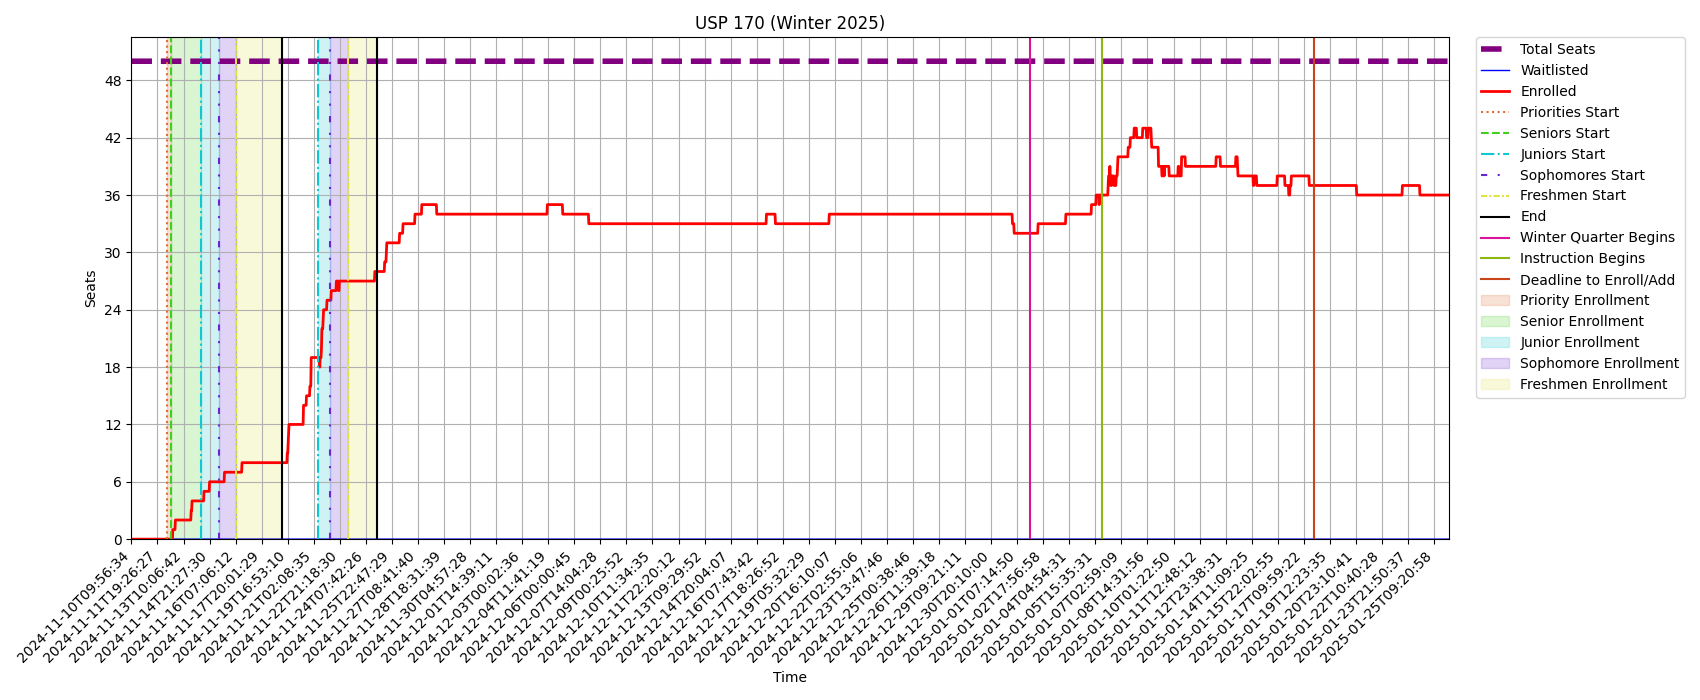 USP 170 (Winter 2025)
Seats
48
42
36
30
24
18
12
6
0
2024-11-10T09:56:34
2024-11-11T19:26:27
2024-11-13T10:06:42
2024-11-14T21:27:30
2024-11-16T07:06:12
2024-11-17T20:01:29
2024-11-19T16:53:10
2024-11-21T02:08:35
2024-11-22T21:18:30
2024-11-24T07:42:26
2024-11-25T22:47:29
2024-11-27T08:41:40
2024-11-28T18:31:39
2024-11-30T04:57:28
2024-12-01T14:39:11
2024-12-03T00:02:36
2024-12-04T11:41:19
2024-12-06T00:00:45
2024-12-07T14:04:28
2024-12-09T00:25:52
2024-12-10T11:34:35
2024-12-11T22:20:12
2024-12-13T09:29:52
2024-12-14T20:04:07
2024-12-16T07:43:42
2024-12-17T18:26:52
2024-12-19T05:32:29
2024-12-20T16:10:07
2024-12-22T02:55:06
2024-12-23T13:47:46
2024-12-25T00:38:46
2024-12-26T11:39:18
2024-12-29T09:21:11
2024-12-30T20:10:00
2025-01-01T07:14:50
2025-01-02T17:56:58
2025-01-04T04:54:31
2025-01-05T15:35:31
2025-01-07T02:59:09
2025-01-08T14:31:56
2025-01-10T01:22:50
2025-01-11T12:48:12
2025-01-12T23:38:31
2025-01-14T11:09:25
2025-01-15T22:02:55
2025-01-17T09:59:22
2025-01-19T12:23:35
2025-01-20T23:10:41
2025-01-22T10:40:28
2025-01-23T21:50:37
2025-01-25T09:20:58
Time
Total Seats
Waitlisted
Enrolled
Priorities Start
Seniors Start
Juniors Start
Sophomores Start
Freshmen Start
End
Winter Quarter Begins
Instruction Begins
Deadline to Enroll/Add
Priority Enrollment
Senior Enrollment
Junior Enrollment
Sophomore Enrollment
Freshmen Enrollment